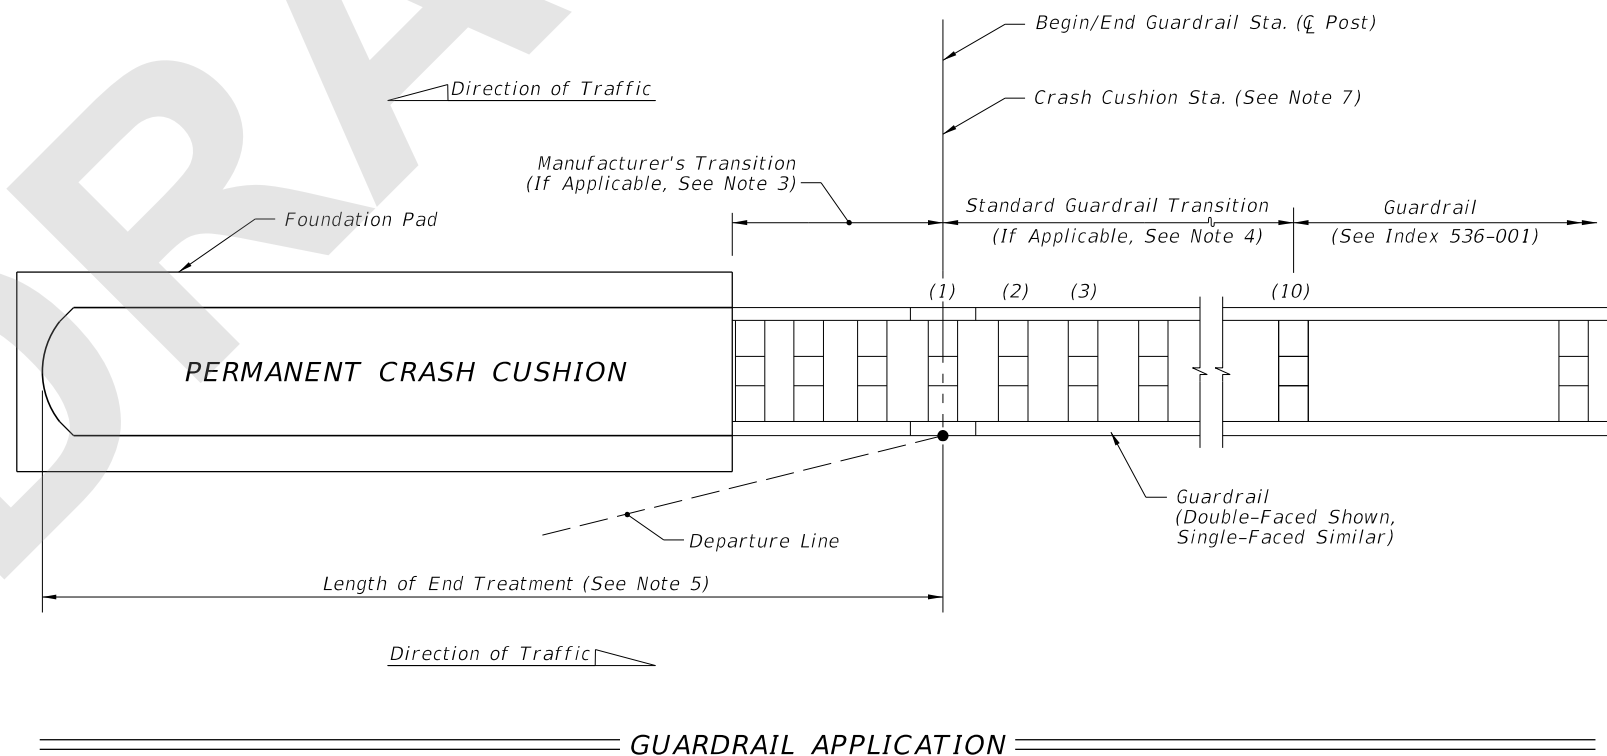 Begin/End Guardrail Sta. (℄ Post)
Direction of Traffic
Crash Cushion Sta. (See Note 7)
Manufacturer's Transition
(If Applicable, See Note 3)
Standard Guardrail Transition
(If Applicable, See Note 4)
Guardrail
(See Index 536-001)
Foundation Pad
(1)
(2)
(3)
(10)
PERMANENT CRASH CUSHION
Guardrail
(Double-Faced Shown,
Single-Faced Similar)
Departure Line
Length of End Treatment (See Note 5)
Direction of Traffic
GUARDRAIL APPLICATION
DRA